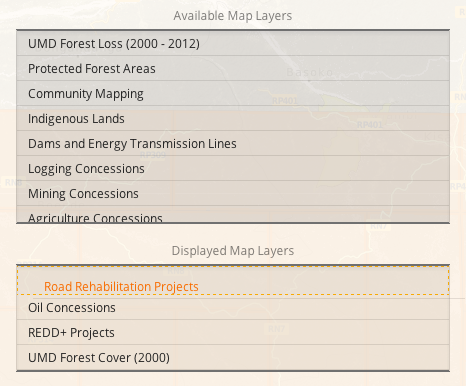 Available Map Layers
UMD Forest Loss (2000 - 2012)
Protected Forest Areas
Community Mapping
Indigenous Lands
Dams and Energy Transmission Lines
Logging Concessions
Mining Concessions
Agriculture Concessions
Displayed Map Layers
Road Rehabilitation Projects
Oil Concessions
REDD+ Projects
UMD Forest Cover (2000)